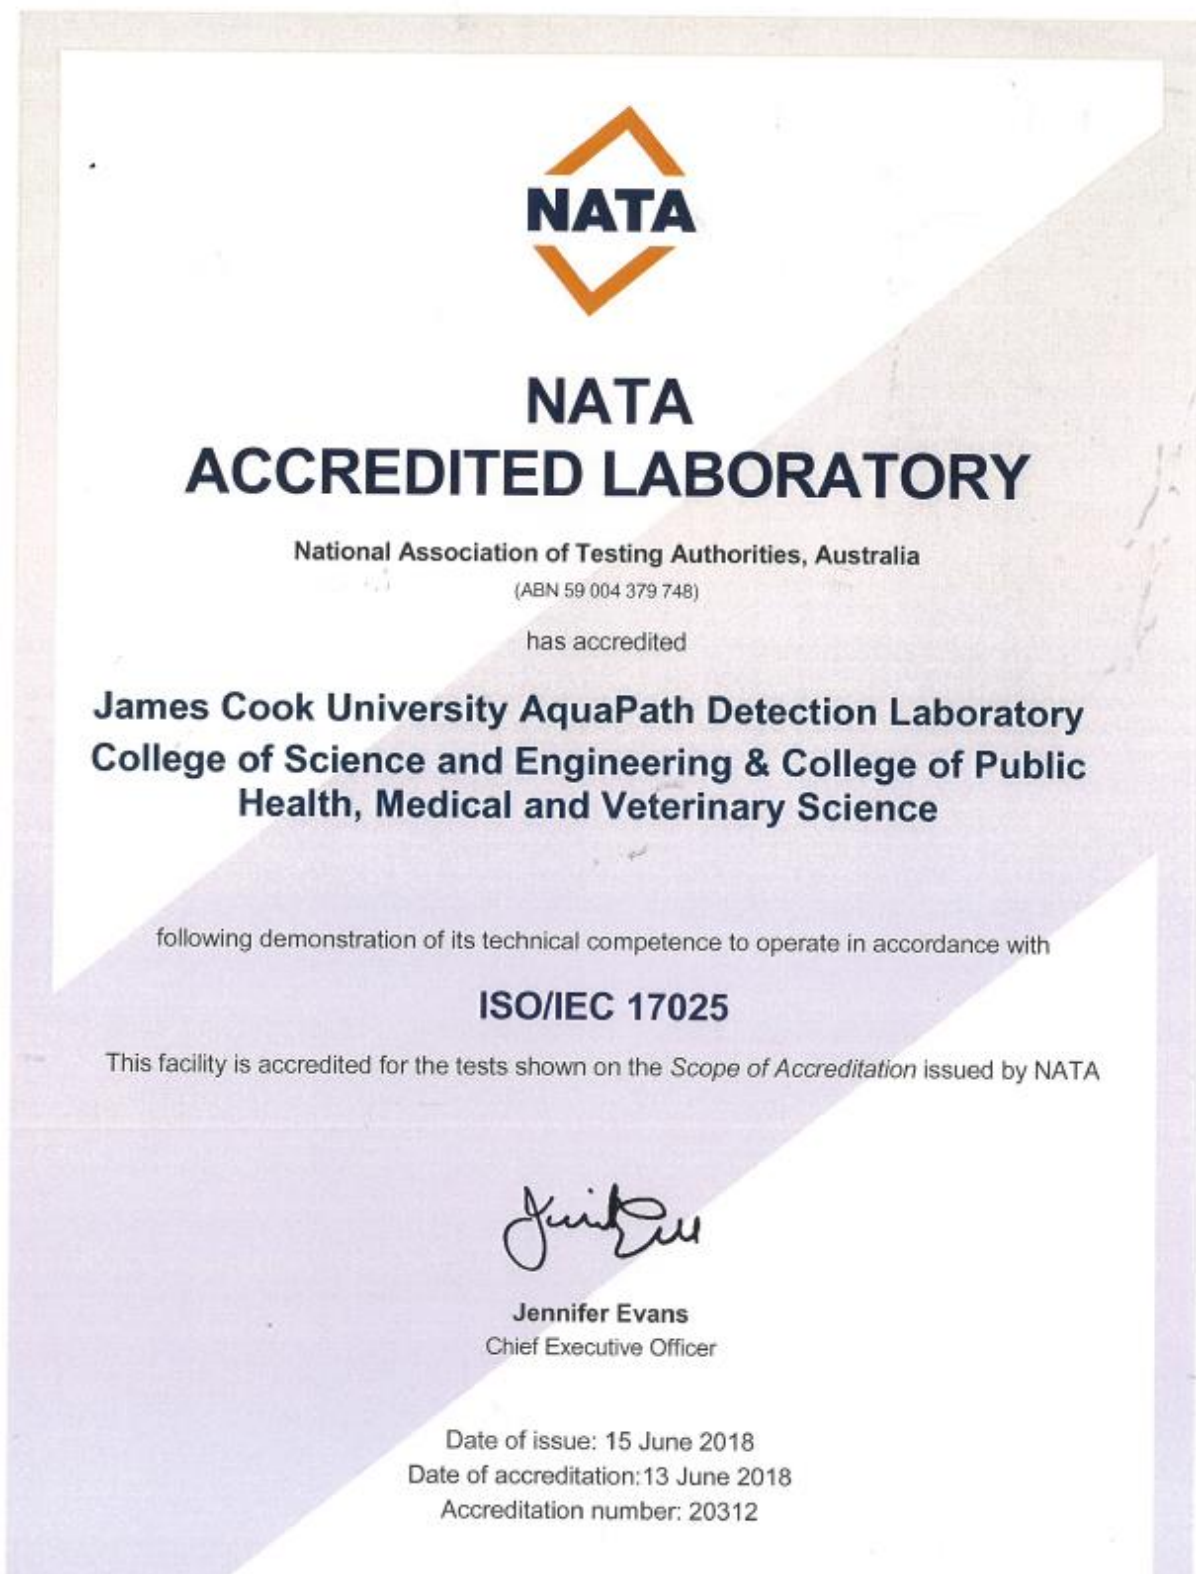 NATA
NATA
ACCREDITED LABORATORY
National Association of Testing Authorities, Australia
(ABN 59 004 379 748)
has accredited
James Cook University AquaPath Detection Laboratory
College of Science and Engineering & College of Public
Health, Medical and Veterinary Science
following demonstration of its technical competence to operate in accordance with
ISO/IEC 17025
This facility is accredited for the tests shown on the Scope of Accreditation issued by NATA
Jennifer Evans
Chief Executive Officer
Date of issue: 15 June 2018
Date of accreditation:13 June 2018
Accreditation number: 20312